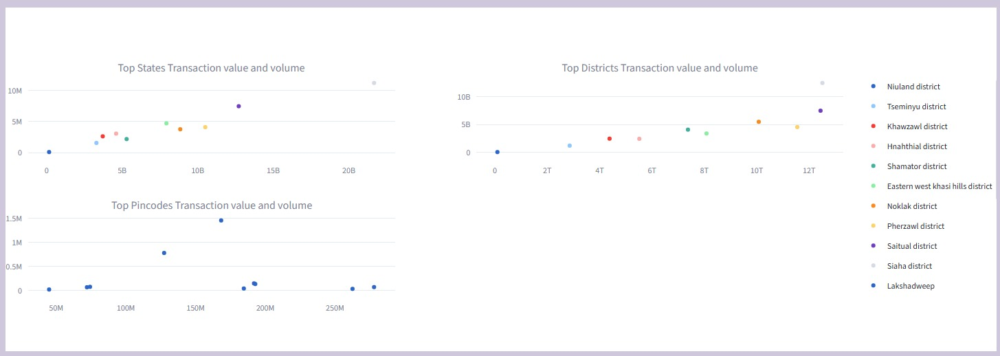 Top States Transaction value and volume
10M
5M
0
0 5B 10B 15B 20B
Top Districts Transaction value and volume
10B
5B
0
0 2T 4T 6T 8T 10T 12T
Niuland district
Tseminyu district
Khawzawl district
Hnahthial district
Shamator district
Eastern west khasi hills district
Noklak district
Pherzawl district
Saitual district
Siaha district
Lakshadweep
Top Pincodes Transaction value and volume
1.5M
1M
0.5M
0
50M 100M 150M 200M 250M